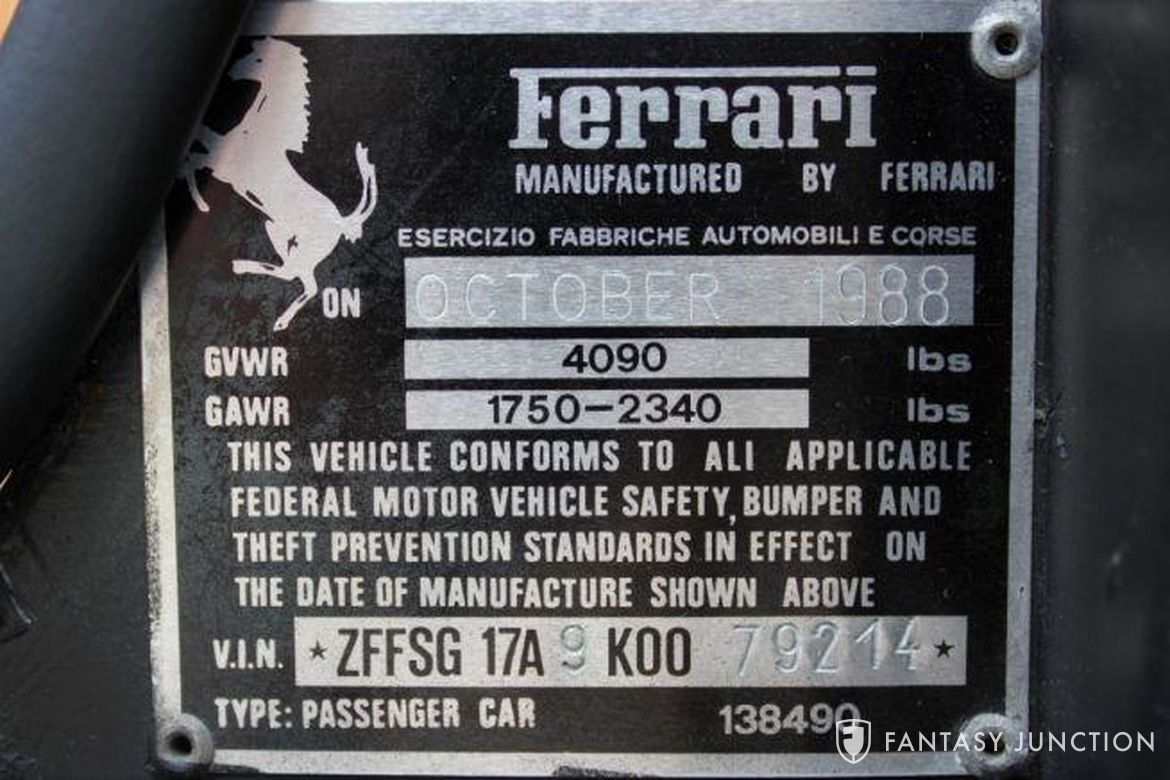 Ferrari
MANUFACTURED BY FERRARI
ESERCIZIO FABBRICHE AUTOMOBILI E CORSE
ON OCTOBER 1988
GVWR 4090 lbs
GAWR 1750-2340 lbs
THIS VEHICLE CONFORMS TO ALL APPLICABLE
FEDERAL MOTOR VEHICLE SAFETY, BUMPER AND
THEFT PREVENTION STANDARDS IN EFFECT ON
THE DATE OF MANUFACTURE SHOWN ABOVE
V.I.N. ★ ZFFSG 17A 9 K00 79214 ★
TYPE: PASSENGER CAR 138490
FANTASY JUNCTION